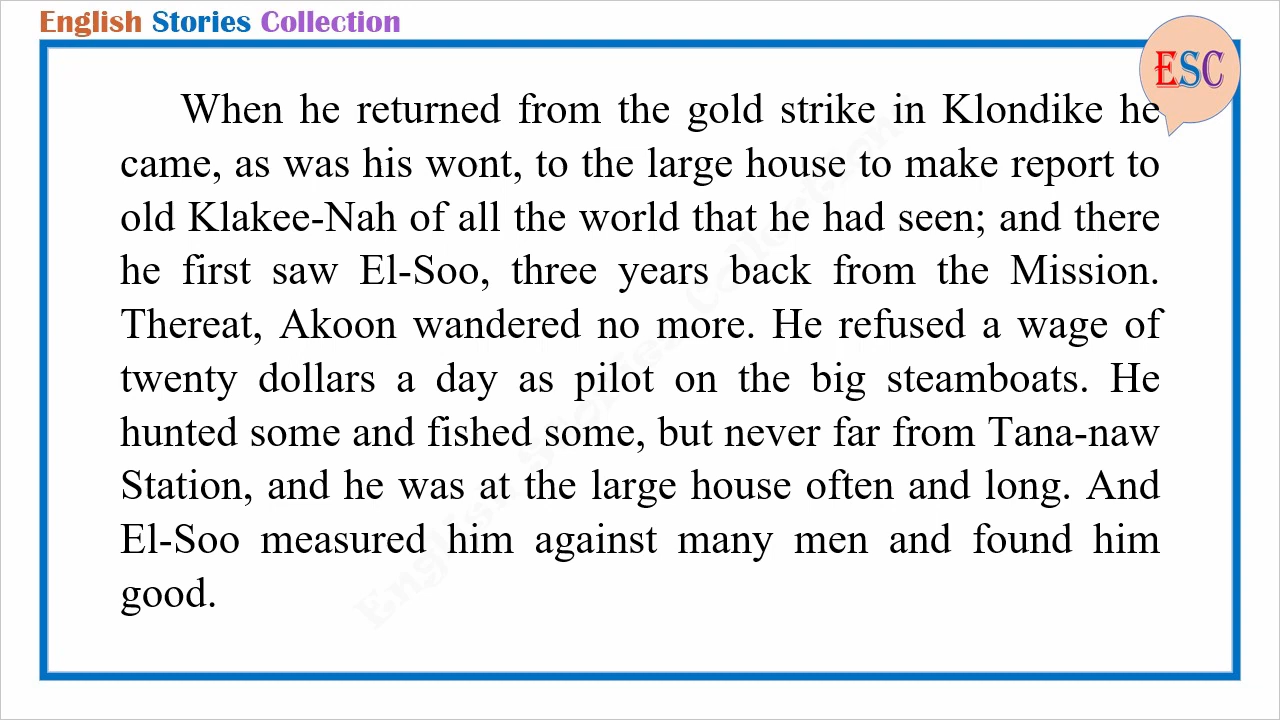 English Stories Collection
ESC
When he returned from the gold strike in Klondike he
came, as was his wont, to the large house to make report to
old Klakee-Nah of all the world that he had seen; and there
he first saw El-Soo, three years back from the Mission.
Thereat, Akoon wandered no more. He refused a wage of
twenty dollars a day as pilot on the big steamboats. He
hunted some and fished some, but never far from Tana-naw
Station, and he was at the large house often and long. And
El-Soo measured him against many men and found him
good.
English Stories Collection